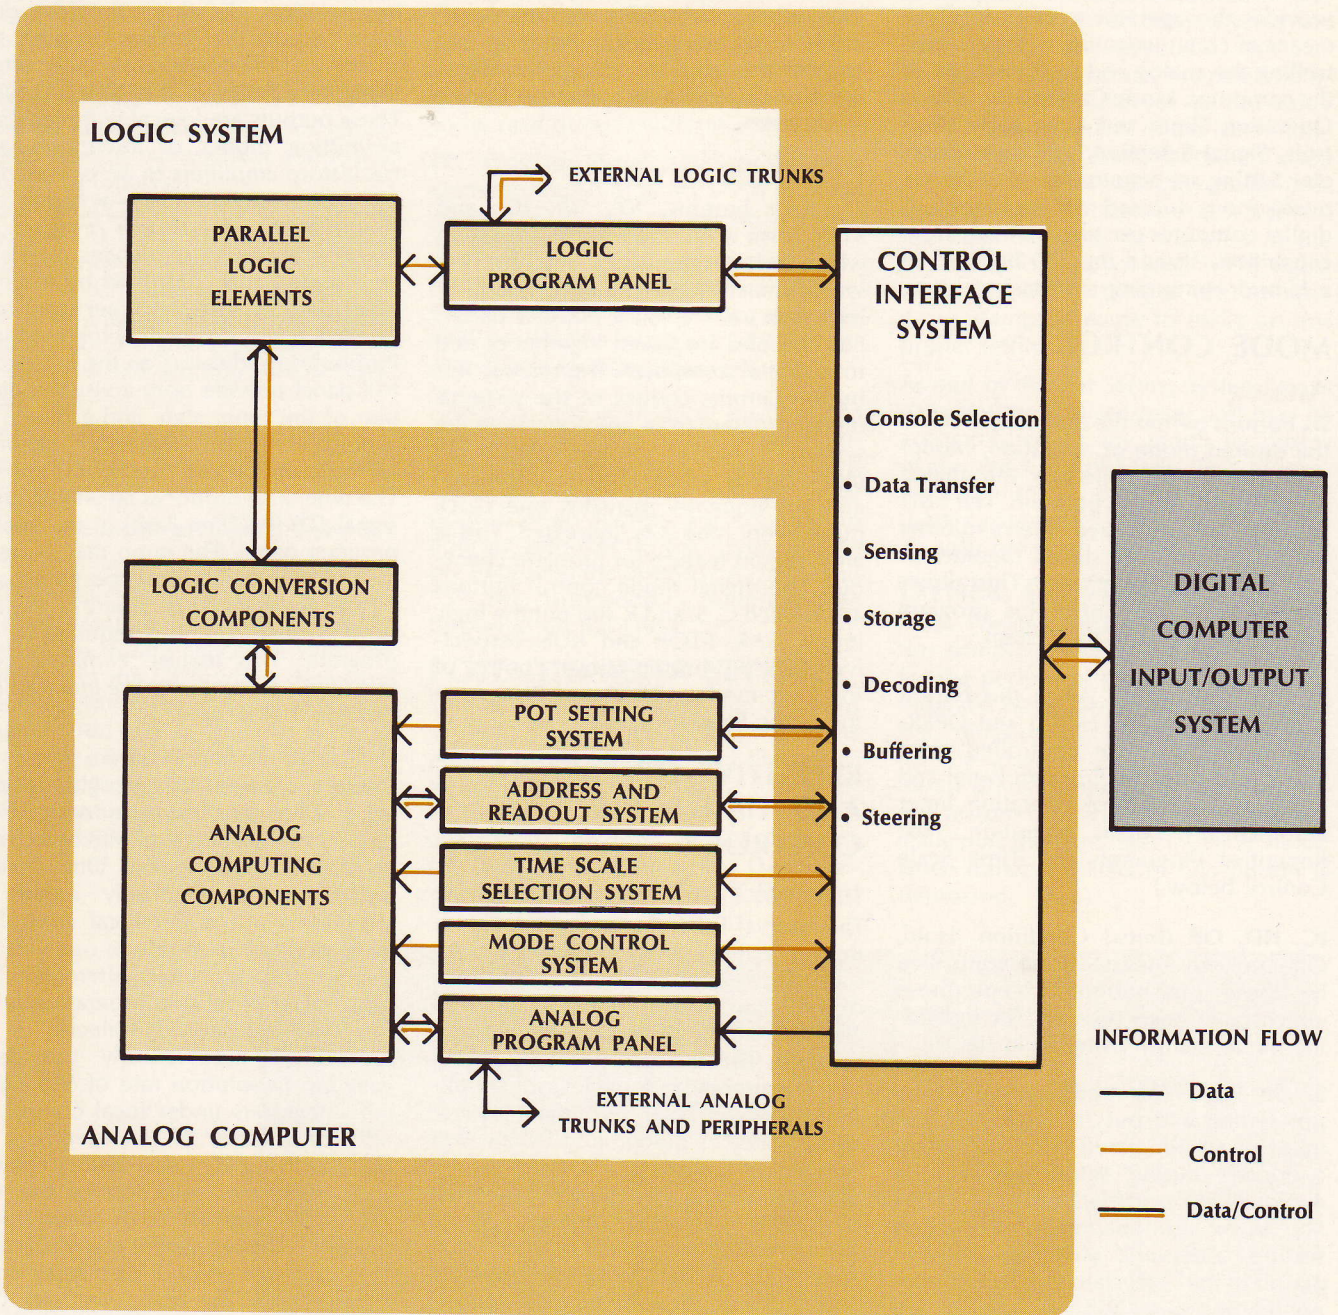 LOGIC SYSTEM
EXTERNAL LOGIC TRUNKS
PARALLEL
LOGIC
ELEMENTS
LOGIC
PROGRAM PANEL
CONTROL
INTERFACE
SYSTEM
• Console Selection
• Data Transfer
• Sensing
• Storage
• Decoding
• Buffering
• Steering
DIGITAL
COMPUTER
INPUT/OUTPUT
SYSTEM
LOGIC CONVERSION
COMPONENTS
ANALOG
COMPUTING
COMPONENTS
POT SETTING
SYSTEM
ADDRESS AND
READOUT SYSTEM
TIME SCALE
SELECTION SYSTEM
MODE CONTROL
SYSTEM
ANALOG
PROGRAM PANEL
EXTERNAL ANALOG
TRUNKS AND PERIPHERALS
ANALOG COMPUTER
INFORMATION FLOW
Data
Control
Data/Control